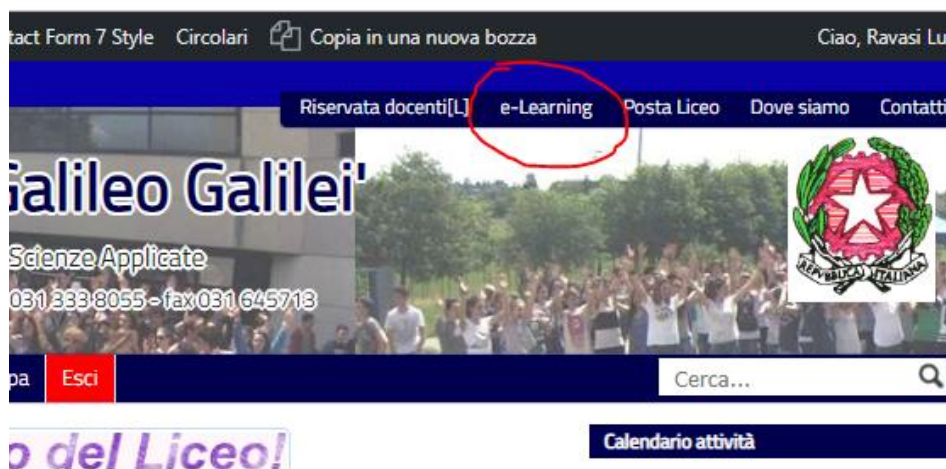 tact Form 7 Style Circolari Copia in una nuova bozza Ciao, Ravasi Lu
Riservata docenti[L] e-Learning Posta Liceo Dove siamo Contatti
Galileo Galilei'
Scienze Applicate
031 333 8055 - fax 031 645713
REPVBBLICA ITALIANA
pa Esci Cerca...
o del Liceo!
Calendario attività